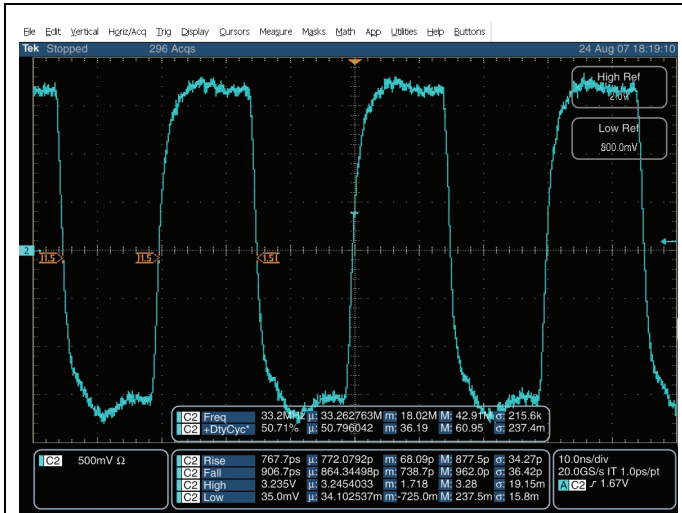 File Edit Vertical Horiz/Acq Trig Display Cursors Measure Masks Math App Utilities Help Buttons
Tek Stopped 296 Acqs 24 Aug 07 18:19:10
High Ref
2.0V
Low Ref
800.0mV
2
1.5 1.5 1.5
C2 Freq 33.2MHz µ: 33.262763M m: 18.02M M: 42.91M σ: 215.6k
C2 +DtyCyc* 50.71% µ: 50.796042 m: 36.19 M: 60.95 σ: 237.4m
C2 500mV Ω
C2 Rise 767.7ps µ: 772.0792p m: 68.09p M: 877.5p σ: 34.27p
C2 Fall 906.7ps µ: 864.34498p m: 738.7p M: 962.0p σ: 36.42p
C2 High 3.235V µ: 3.2454033 m: 1.718 M: 3.28 σ: 19.15m
C2 Low 35.0mV µ: 34.102537m m: -725.0m M: 237.5m σ: 15.8m
10.0ns/div
20.0GS/s IT 1.0ps/pt
A C2 ƒ 1.67V